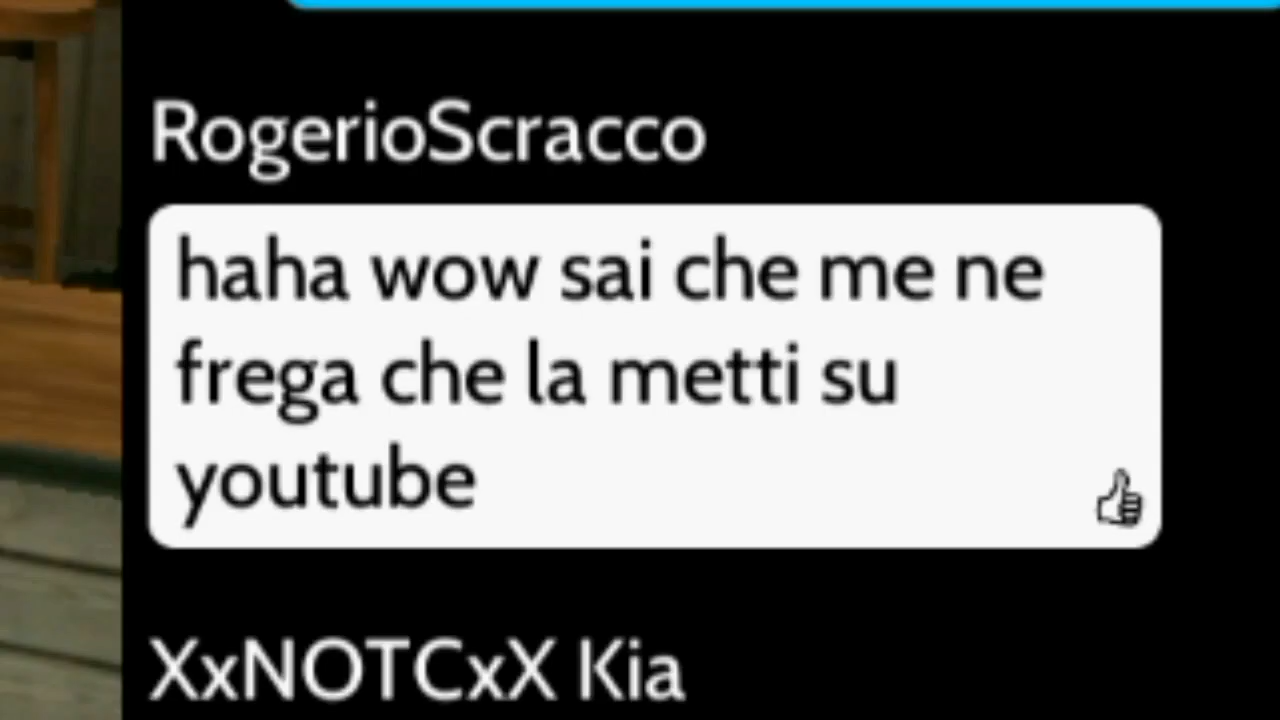 RogerioScracco
haha wow sai che me ne
frega che la metti su
youtube
XxNOTCxX Kia